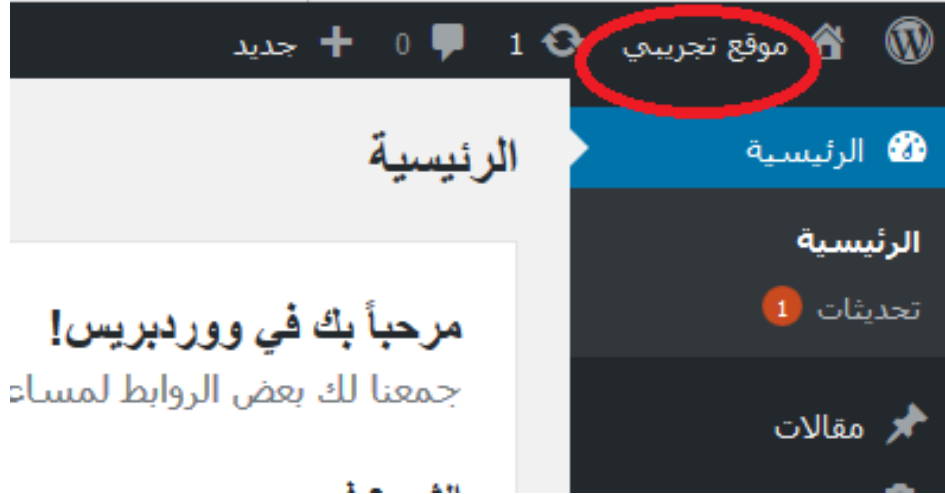 موقع تجريبي 1 0 جديد
الرئيسية
الرئيسية
تحديثات 1
مقالات
الرئيسية
مرحباً بك في ووردبريس!
جمعنا لك بعض الروابط